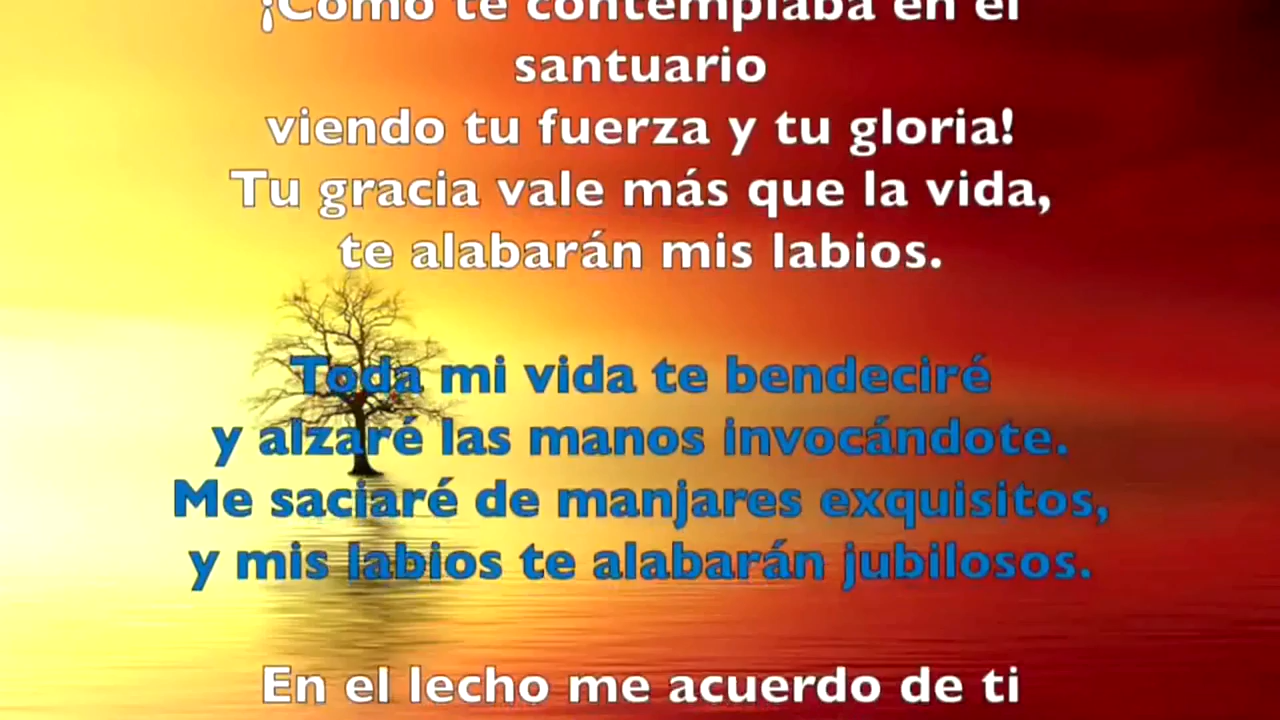 ¡Cómo te contemplaba en el
santuario
viendo tu fuerza y tu gloria!
Tu gracia vale más que la vida,
te alabarán mis labios.
Toda mi vida te bendeciré
y alzaré las manos invocándote.
Me saciaré de manjares exquisitos,
y mis labios te alabarán jubilosos.
En el lecho me acuerdo de ti